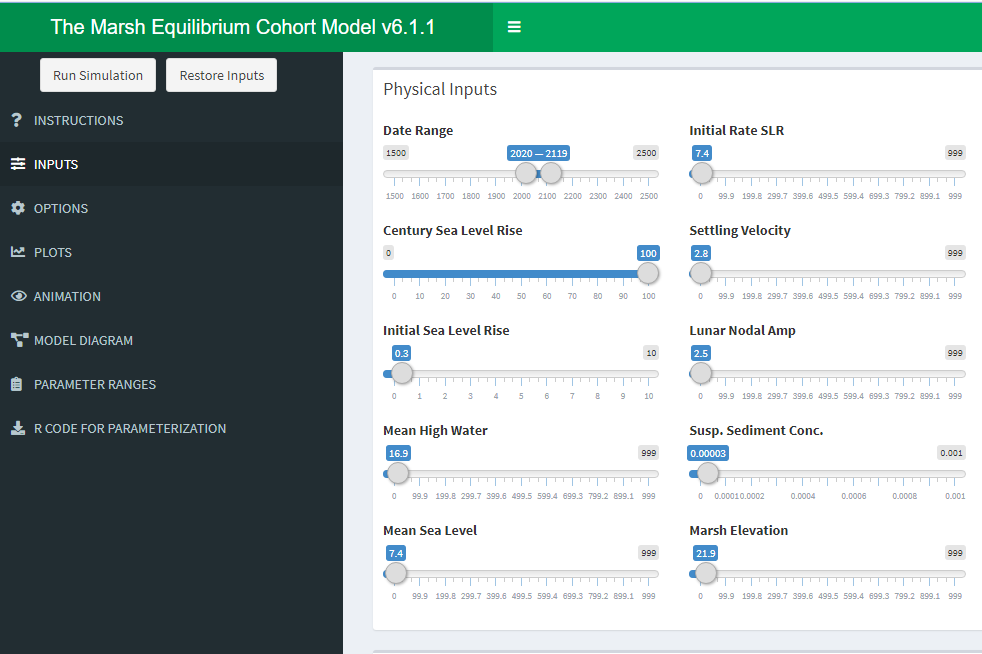 The Marsh Equilibrium Cohort Model v6.1.1
Run Simulation Restore Inputs
INSTRUCTIONS
INPUTS
OPTIONS
PLOTS
ANIMATION
MODEL DIAGRAM
PARAMETER RANGES
R CODE FOR PARAMETERIZATION
Physical Inputs
Date Range
1500 2020 — 2119 2500
1500 1600 1700 1800 1900 2000 2100 2200 2300 2400 2500
Century Sea Level Rise
0 100
0 10 20 30 40 50 60 70 80 90 100
Initial Sea Level Rise
0.3 10
0 1 2 3 4 5 6 7 8 9 10
Mean High Water
16.9 999
0 99.9 199.8 299.7 399.6 499.5 599.4 699.3 799.2 899.1 999
Mean Sea Level
7.4 999
0 99.9 199.8 299.7 399.6 499.5 599.4 699.3 799.2 899.1 999
Initial Rate SLR
7.4 999
0 99.9 199.8 299.7 399.6 499.5 599.4 699.3 799.2 899.1 999
Settling Velocity
2.8 999
0 99.9 199.8 299.7 399.6 499.5 599.4 699.3 799.2 899.1 999
Lunar Nodal Amp
2.5 999
0 99.9 199.8 299.7 399.6 499.5 599.4 699.3 799.2 899.1 999
Susp. Sediment Conc.
0.00003 0.001
0 0.0001 0.0002 0.0004 0.0006 0.0008 0.001
Marsh Elevation
21.9 999
0 99.9 199.8 299.7 399.6 499.5 599.4 699.3 799.2 899.1 999